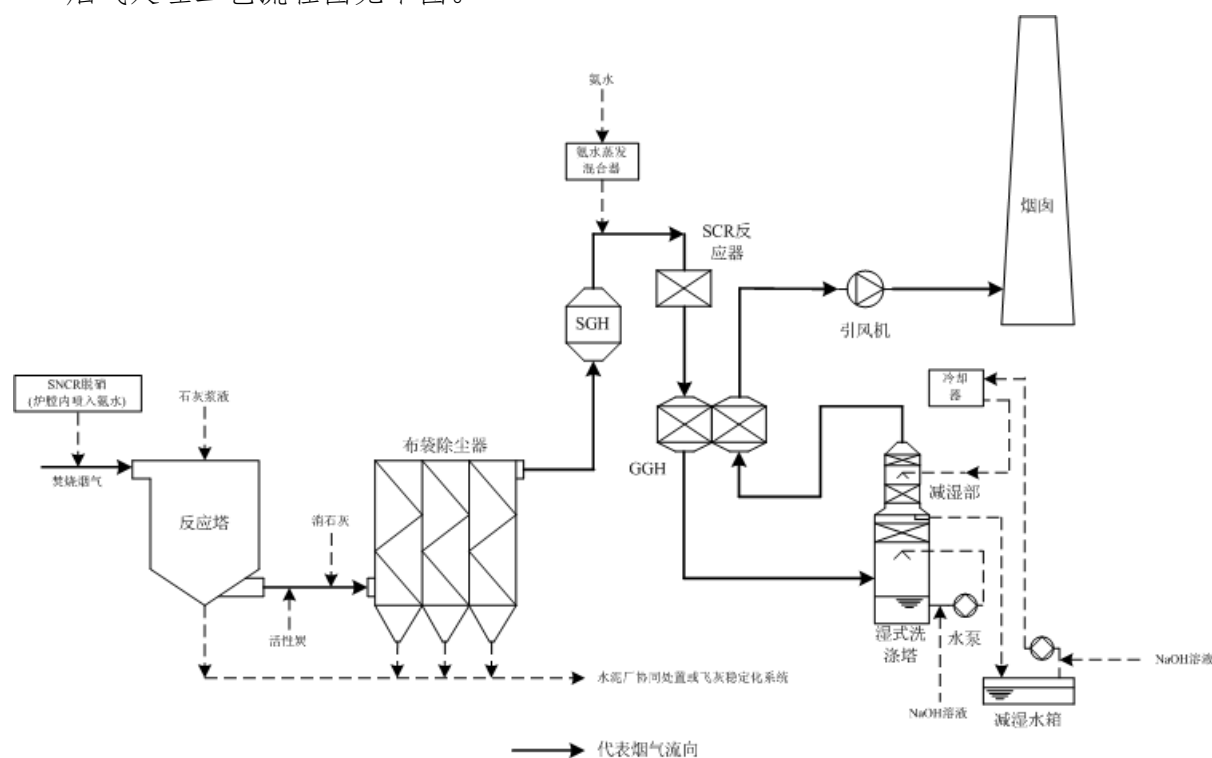 氨水
氨水蒸发
混合器
烟囱
SCR反
应器
SGH
引风机
SNCR脱硝
(炉膛内喷入氨水)
石灰浆液
冷却
器
布袋除尘器
GGH
焚烧烟气
减湿部
反应塔
消石灰
活性炭
湿式洗
涤塔
水泵
NaOH溶液
水泥厂协同处置或飞灰稳定化系统
NaOH溶液
减湿水箱
代表烟气流向